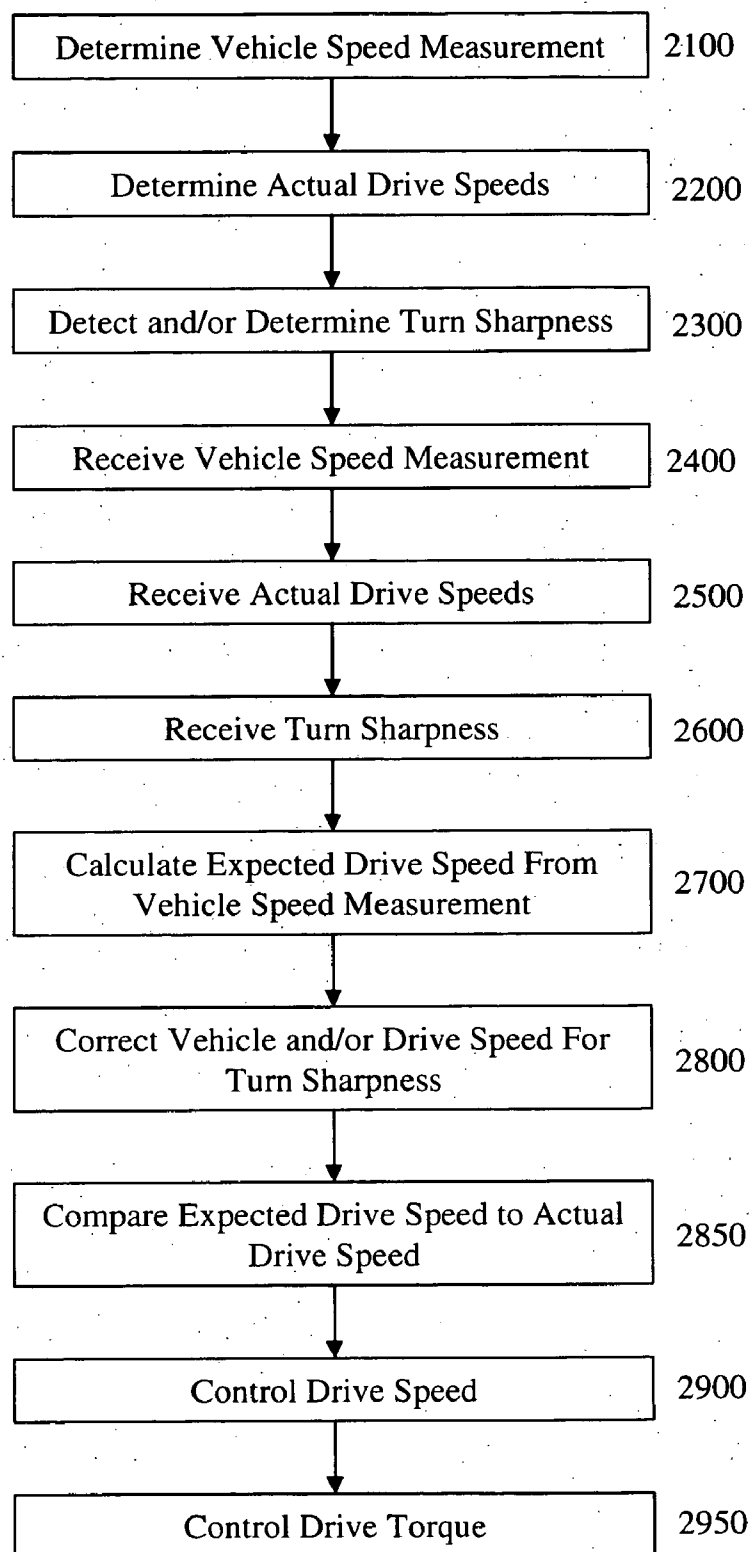 Determine Vehicle Speed Measurement 2100
Determine Actual Drive Speeds 2200
Detect and/or Determine Turn Sharpness 2300
Receive Vehicle Speed Measurement 2400
Receive Actual Drive Speeds 2500
Receive Turn Sharpness 2600
Calculate Expected Drive Speed From
Vehicle Speed Measurement
2700
Correct Vehicle and/or Drive Speed For
Turn Sharpness
2800
Compare Expected Drive Speed to Actual
Drive Speed
2850
Control Drive Speed 2900
Control Drive Torque 2950